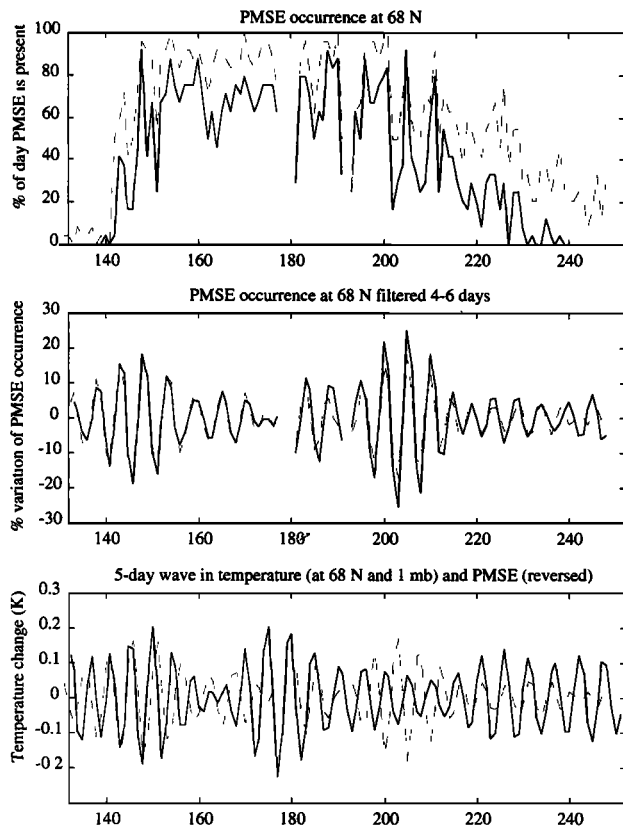 PMSE occurrence at 68 N
% of day PMSE is present
100
80
60
40
20
0
140 160 180 200 220 240
PMSE occurrence at 68 N filtered 4-6 days
% variation of PMSE occurrence
30
20
10
0
-10
-20
-30
140 160 180 200 220 240
5-day wave in temperature (at 68 N and 1 mb) and PMSE (reversed)
Temperature change (K)
0.3
0.2
0.1
0
-0.1
-0 2
140 160 180 200 220 240